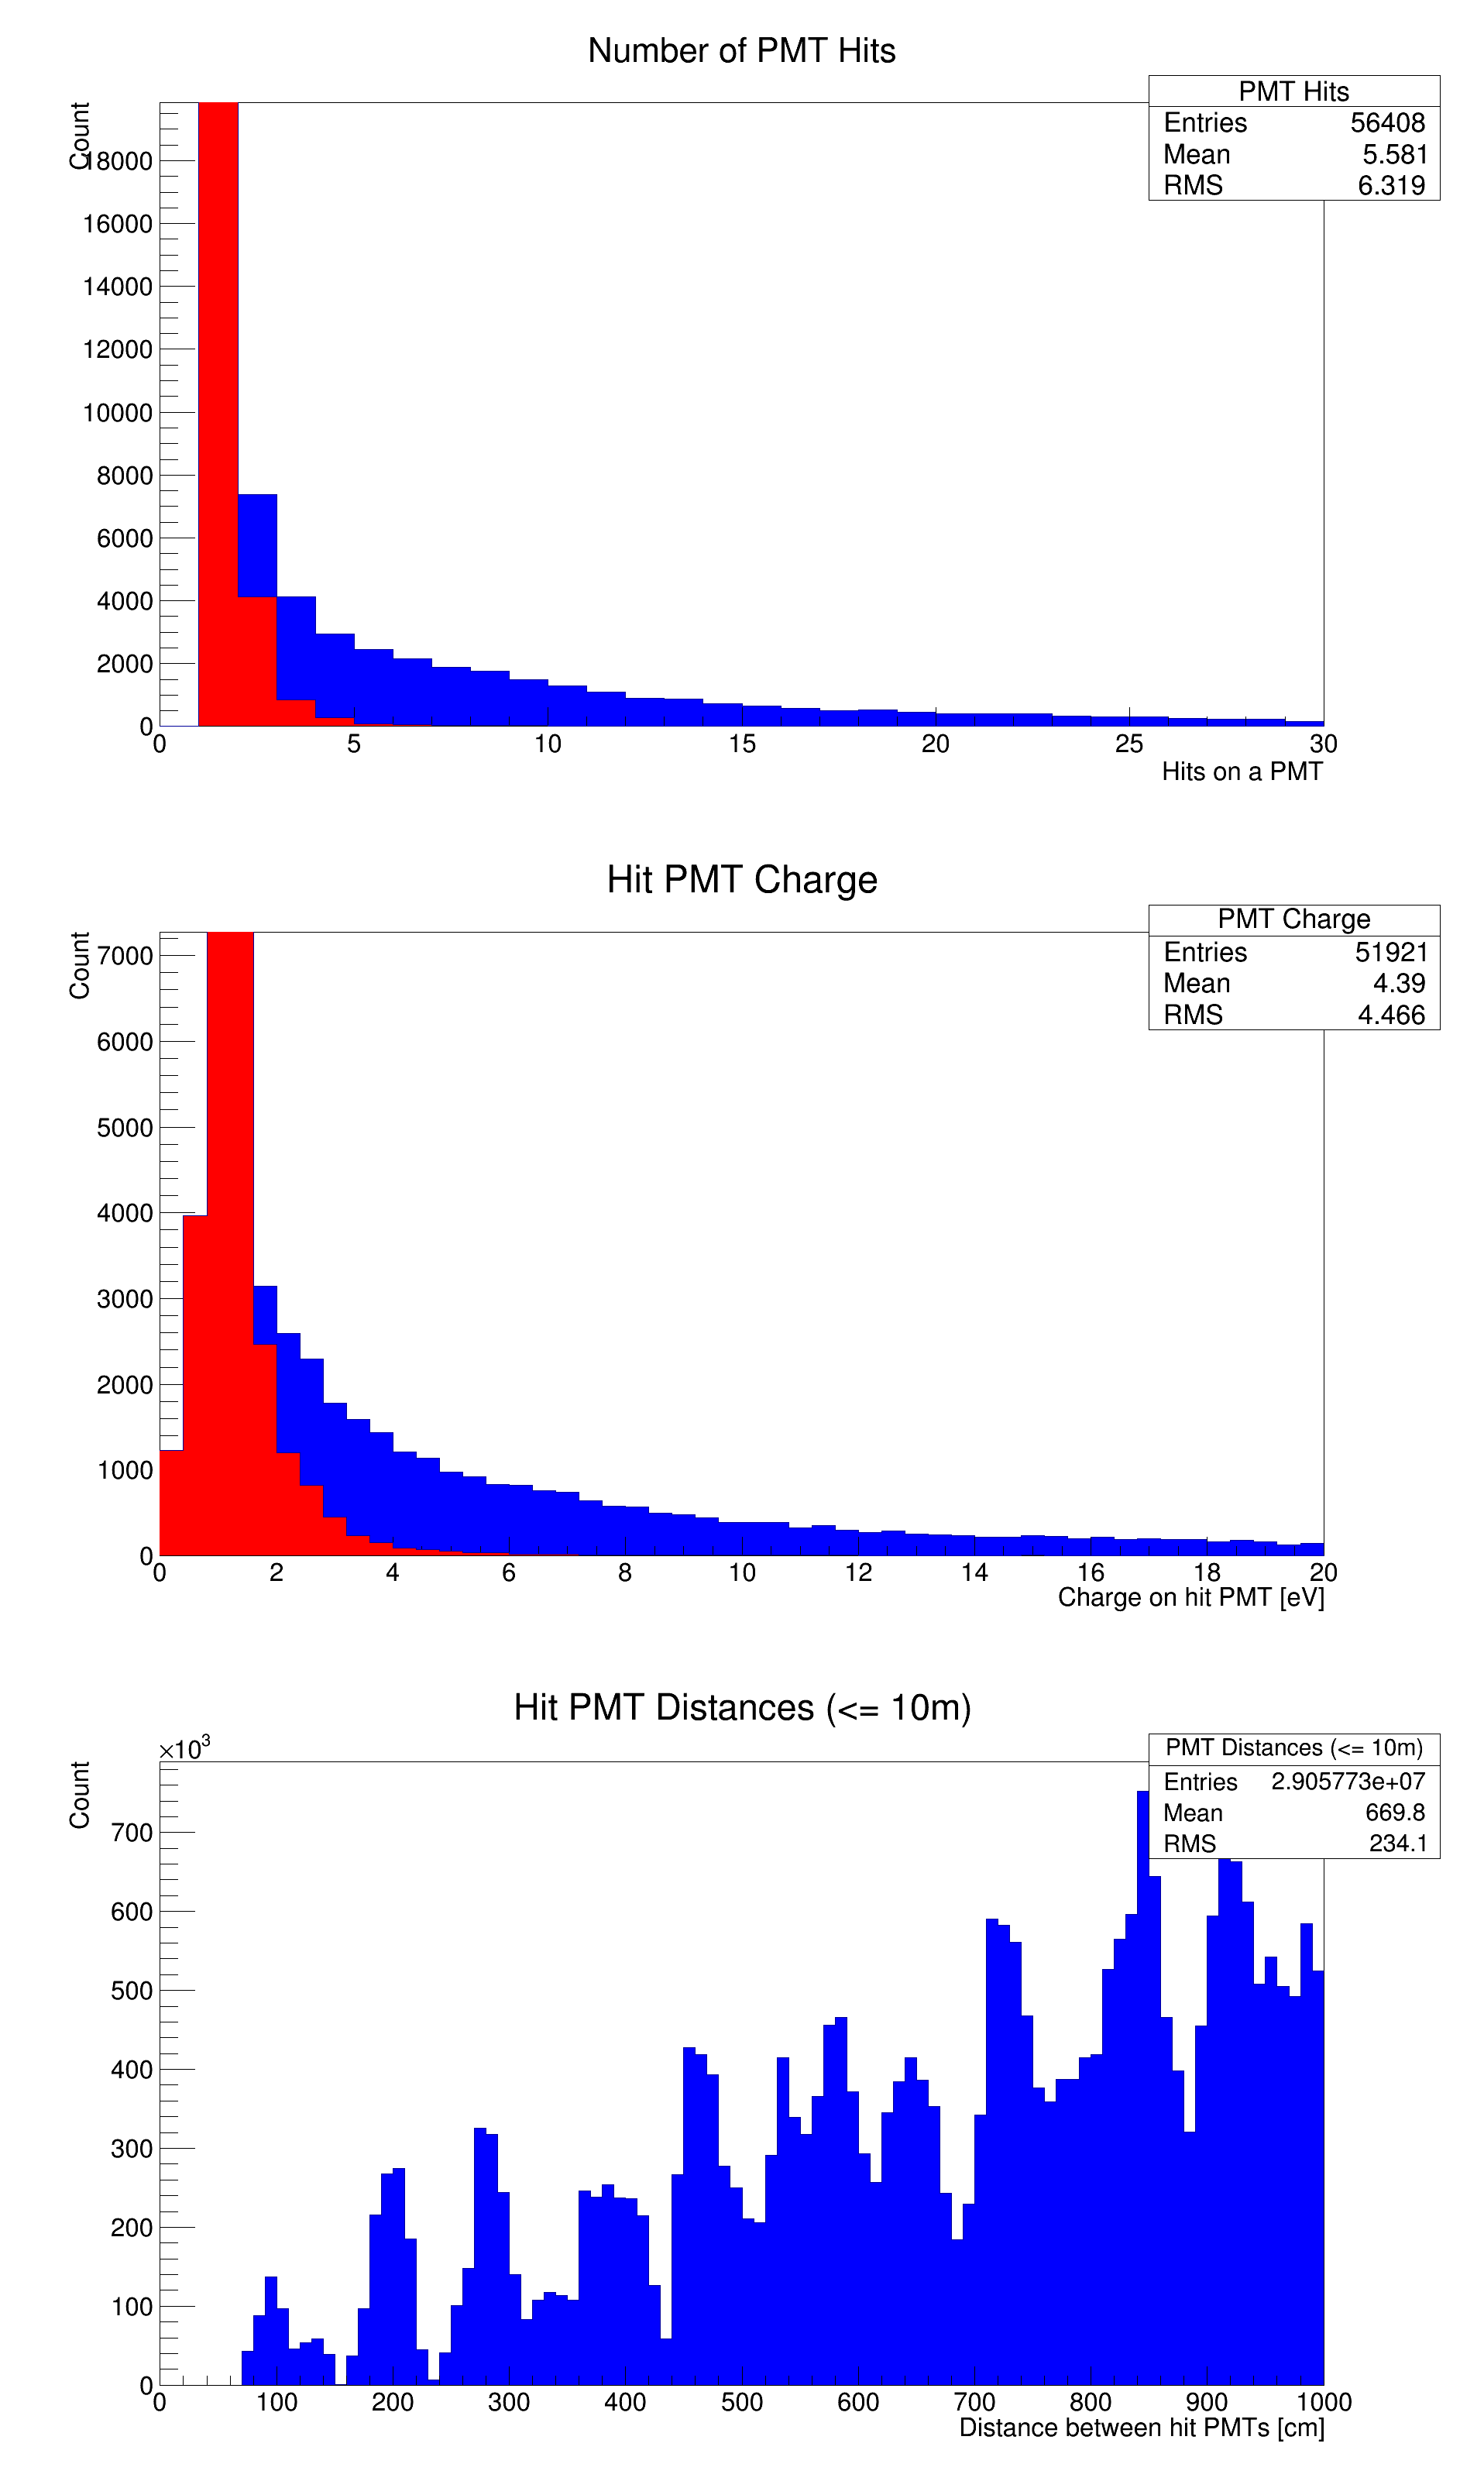 Number of PMT Hits
PMT Hits
Entries 56408
Mean 5.581
RMS 6.319
Count
18000
16000
14000
12000
10000
8000
6000
4000
2000
0
0 5 10 15 20 25 30
Hits on a PMT
Hit PMT Charge
PMT Charge
Entries 51921
Mean 4.39
RMS 4.466
Count
7000
6000
5000
4000
3000
2000
1000
0
0 2 4 6 8 10 12 14 16 18 20
Charge on hit PMT [eV]
Hit PMT Distances (<= 10m)
×10³
PMT Distances (<= 10m)
Entries 2.905773e+07
Mean 669.8
RMS 234.1
Count
700
600
500
400
300
200
100
0
0 100 200 300 400 500 600 700 800 900 1000
Distance between hit PMTs [cm]